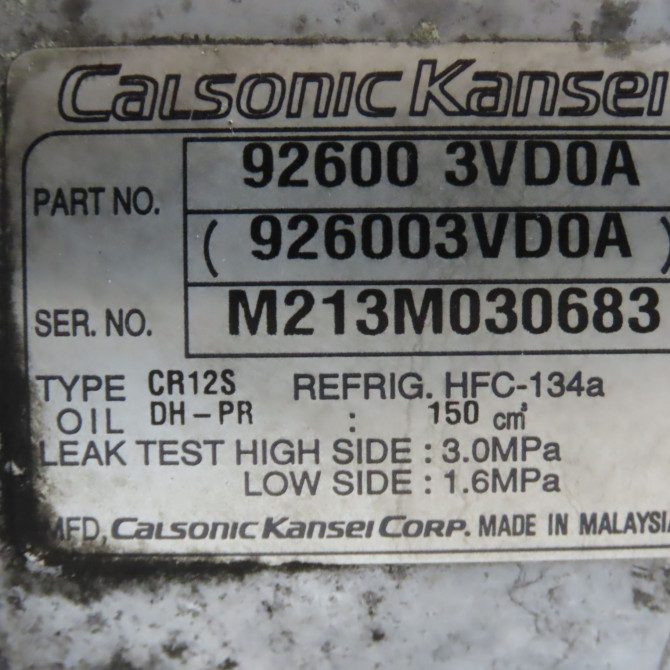 CALSONIC KANSEI
PART NO.
92600 3VD0A
( 926003VD0A )
SER. NO. M213M030683
TYPE CR12S REFRIG. HFC-134a
OIL DH-PR : 150 cm³
LEAK TEST HIGH SIDE : 3.0MPa
LOW SIDE : 1.6MPa
MFD, CALSONIC KANSEI CORP. MADE IN MALAYSIA